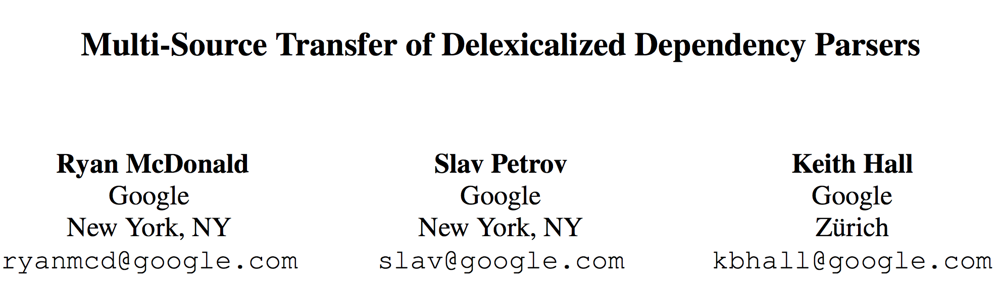 Multi-Source Transfer of Delexicalized Dependency Parsers
Ryan McDonald
Google
New York, NY
ryanmcd@google.com
Slav Petrov
Google
New York, NY
slav@google.com
Keith Hall
Google
Zürich
kbhall@google.com